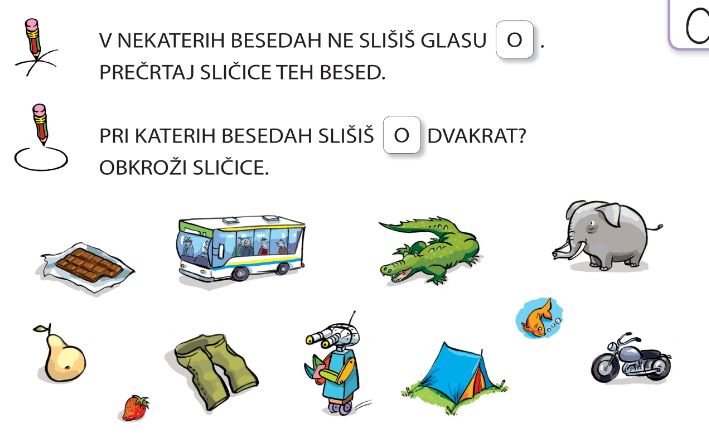 V NEKATERIH BESEDAH NE SLIŠIŠ GLASU O .
PREČRTAJ SLIČICE TEH BESED.
PRI KATERIH BESEDAH SLIŠIŠ O DVAKRAT?
OBKROŽI SLIČICE.